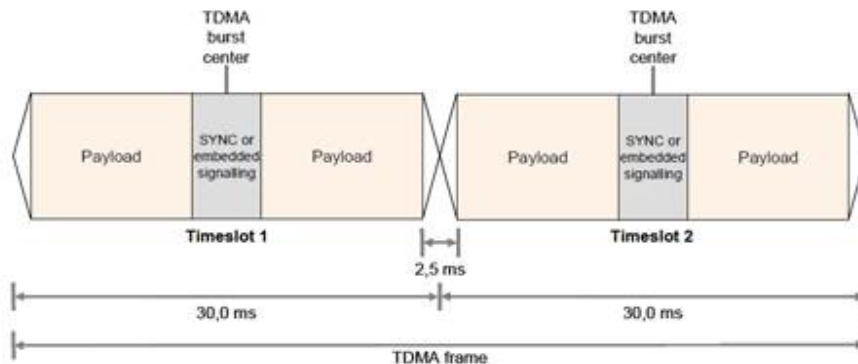 TDMA
burst
center
TDMA
burst
center
Payload
SYNC or
embedded
signalling
Payload
Payload
SYNC or
embedded
signalling
Payload
Timeslot 1
Timeslot 2
2,5 ms
30,0 ms
30,0 ms
TDMA frame